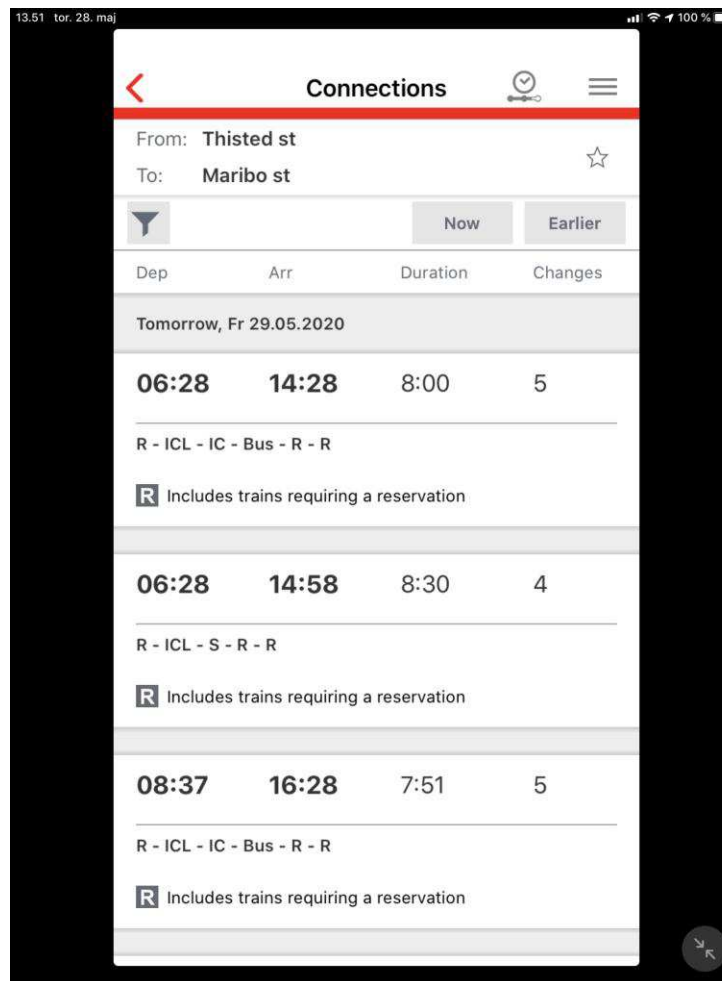 13.51 tor. 28. maj 100 %
Connections
From: Thisted st
To: Maribo st
Now Earlier
Dep Arr Duration Changes
Tomorrow, Fr 29.05.2020
06:28 14:28 8:00 5
R - ICL - IC - Bus - R - R
R Includes trains requiring a reservation
06:28 14:58 8:30 4
R - ICL - S - R - R
R Includes trains requiring a reservation
08:37 16:28 7:51 5
R - ICL - IC - Bus - R - R
R Includes trains requiring a reservation